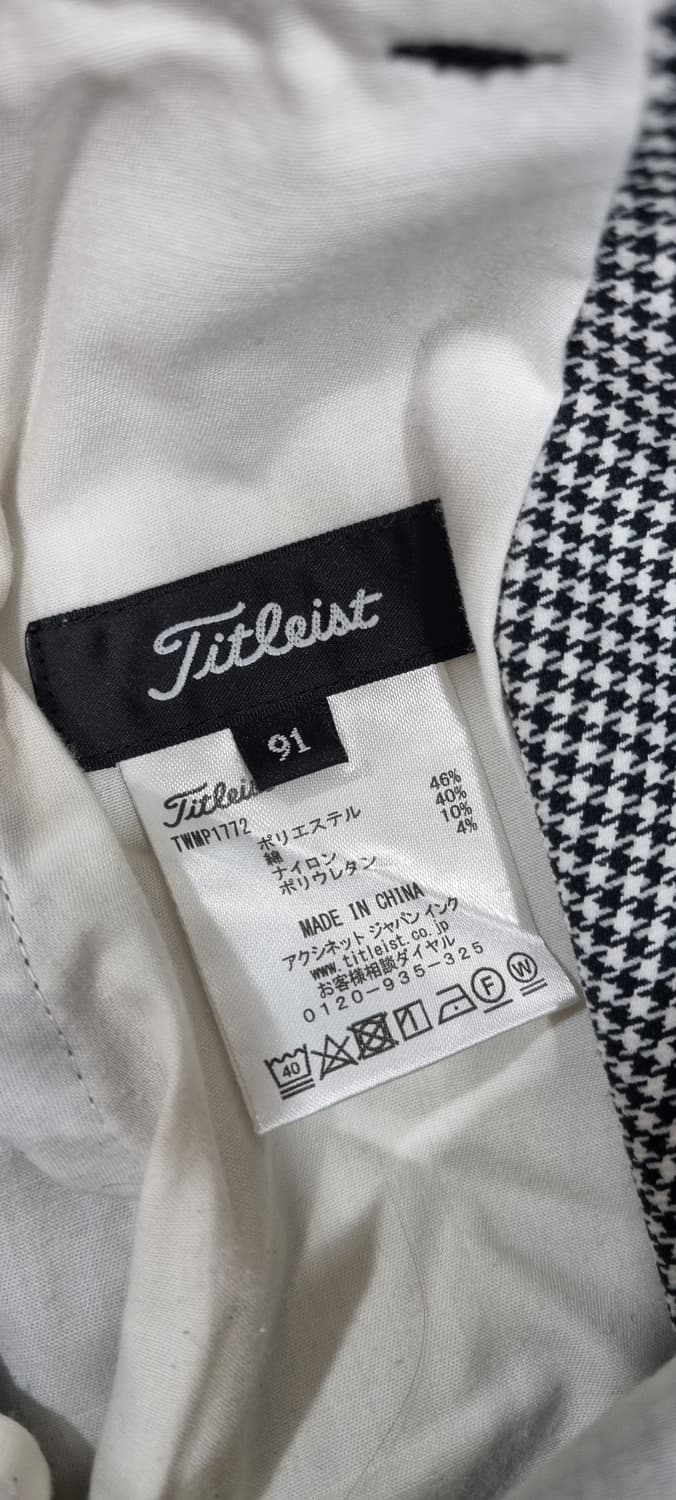 Titleist
91
Titleis
TWMP1772
ポリエステル 46%
綿 40%
ナイロン 10%
ポリウレタン 4%
MADE IN CHINA
アクシネット ジャパン インク
www.titleist.co.jp
お客様相談ダイヤル
0120-935-325
40
F
W